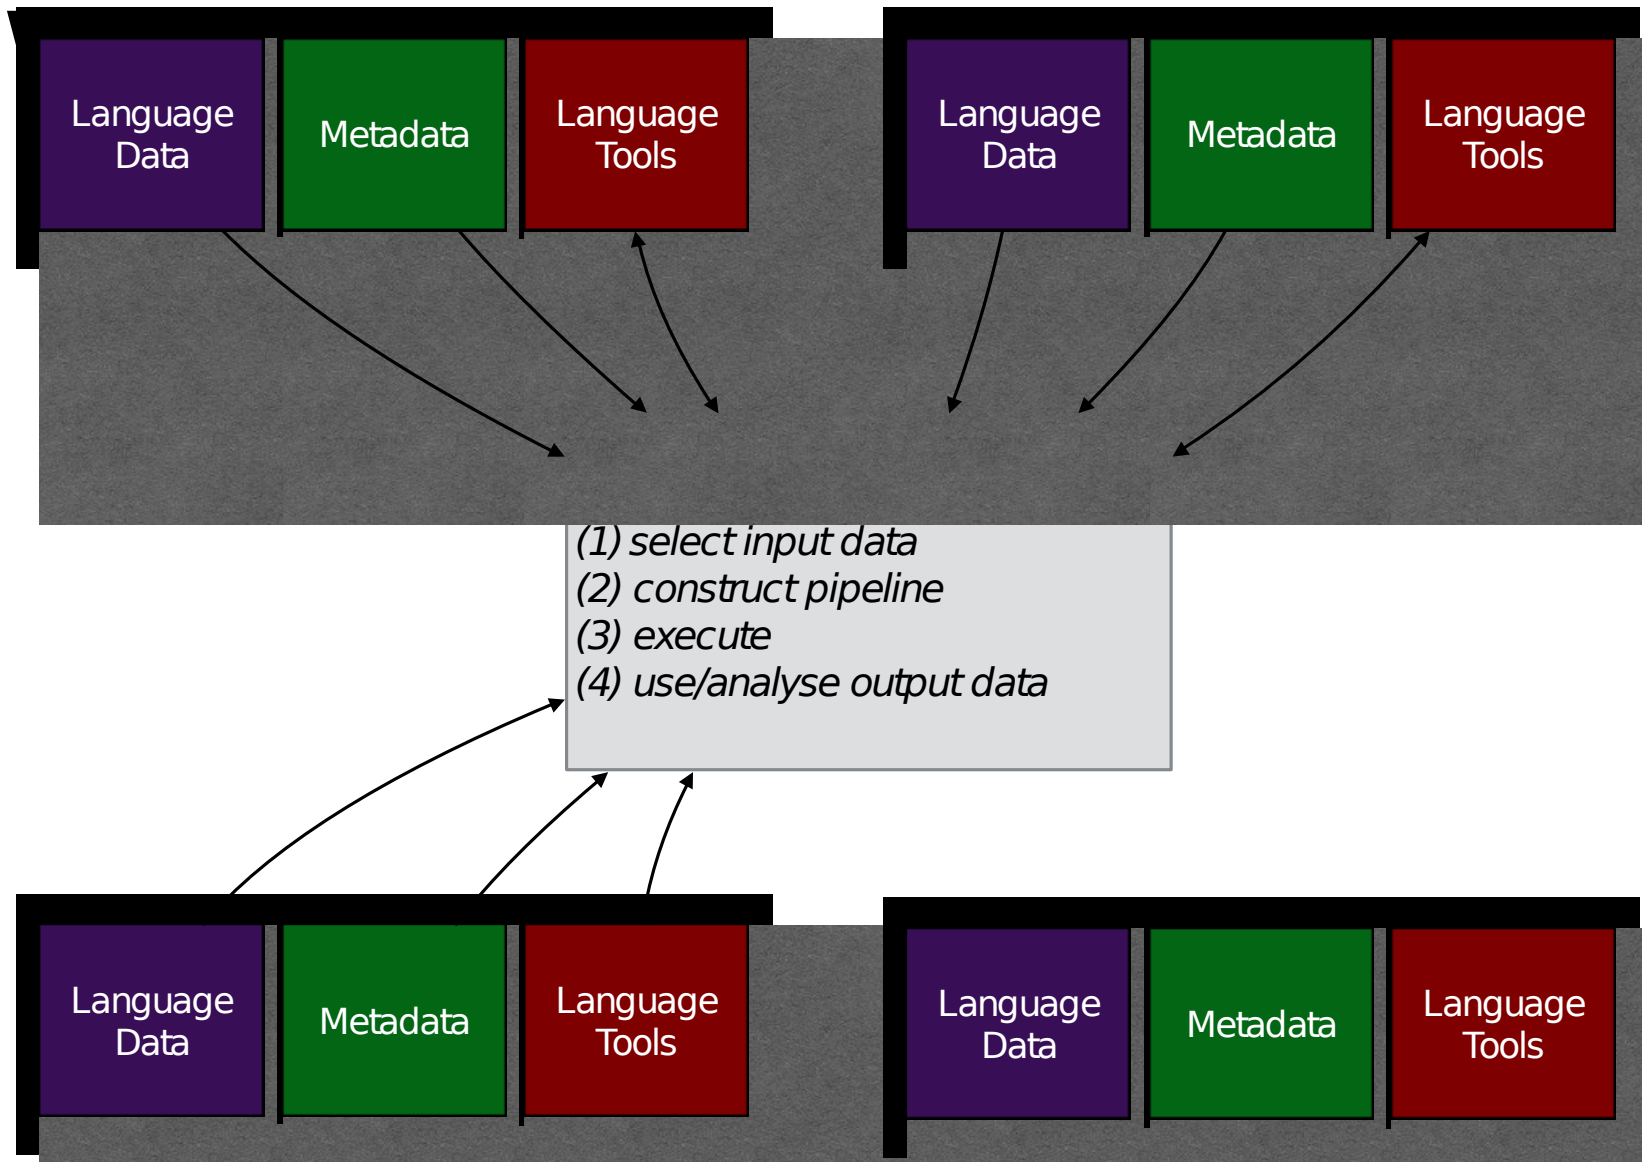 Language
Data
Metadata
Language
Tools
Language
Data
Metadata
Language
Tools
(1) select input data
(2) construct pipeline
(3) execute
(4) use/analyse output data
Language
Data
Metadata
Language
Tools
Language
Data
Metadata
Language
Tools